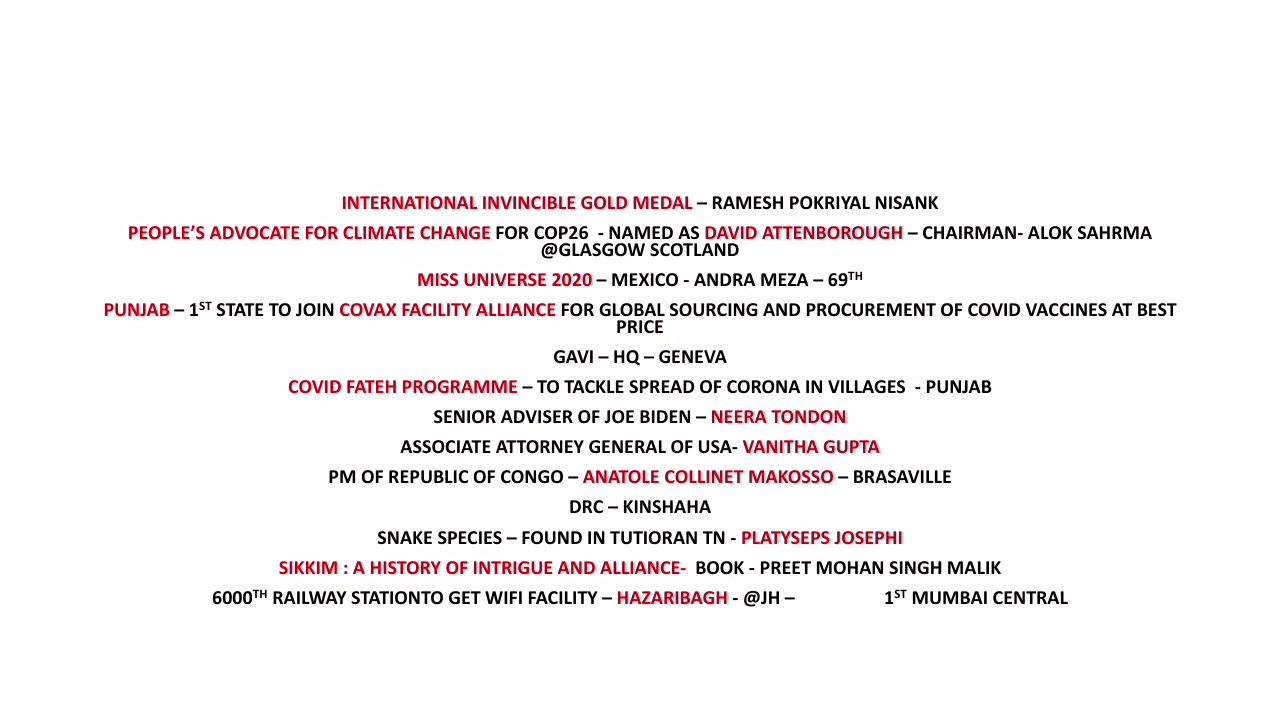 INTERNATIONAL INVINCIBLE GOLD MEDAL – RAMESH POKRIYAL NISANK
PEOPLE’S ADVOCATE FOR CLIMATE CHANGE FOR COP26 - NAMED AS DAVID ATTENBOROUGH – CHAIRMAN- ALOK SAHRMA
@GLASGOW SCOTLAND
MISS UNIVERSE 2020 – MEXICO - ANDRA MEZA – 69TH
PUNJAB – 1ST STATE TO JOIN COVAX FACILITY ALLIANCE FOR GLOBAL SOURCING AND PROCUREMENT OF COVID VACCINES AT BEST
PRICE
GAVI – HQ – GENEVA
COVID FATEH PROGRAMME – TO TACKLE SPREAD OF CORONA IN VILLAGES - PUNJAB
SENIOR ADVISER OF JOE BIDEN – NEERA TONDON
ASSOCIATE ATTORNEY GENERAL OF USA- VANITHA GUPTA
PM OF REPUBLIC OF CONGO – ANATOLE COLLINET MAKOSSO – BRASAVILLE
DRC – KINSHAHA
SNAKE SPECIES – FOUND IN TUTIORAN TN - PLATYSEPS JOSEPHI
SIKKIM : A HISTORY OF INTRIGUE AND ALLIANCE- BOOK - PREET MOHAN SINGH MALIK
6000TH RAILWAY STATIONTO GET WIFI FACILITY – HAZARIBAGH - @JH – 1ST MUMBAI CENTRAL